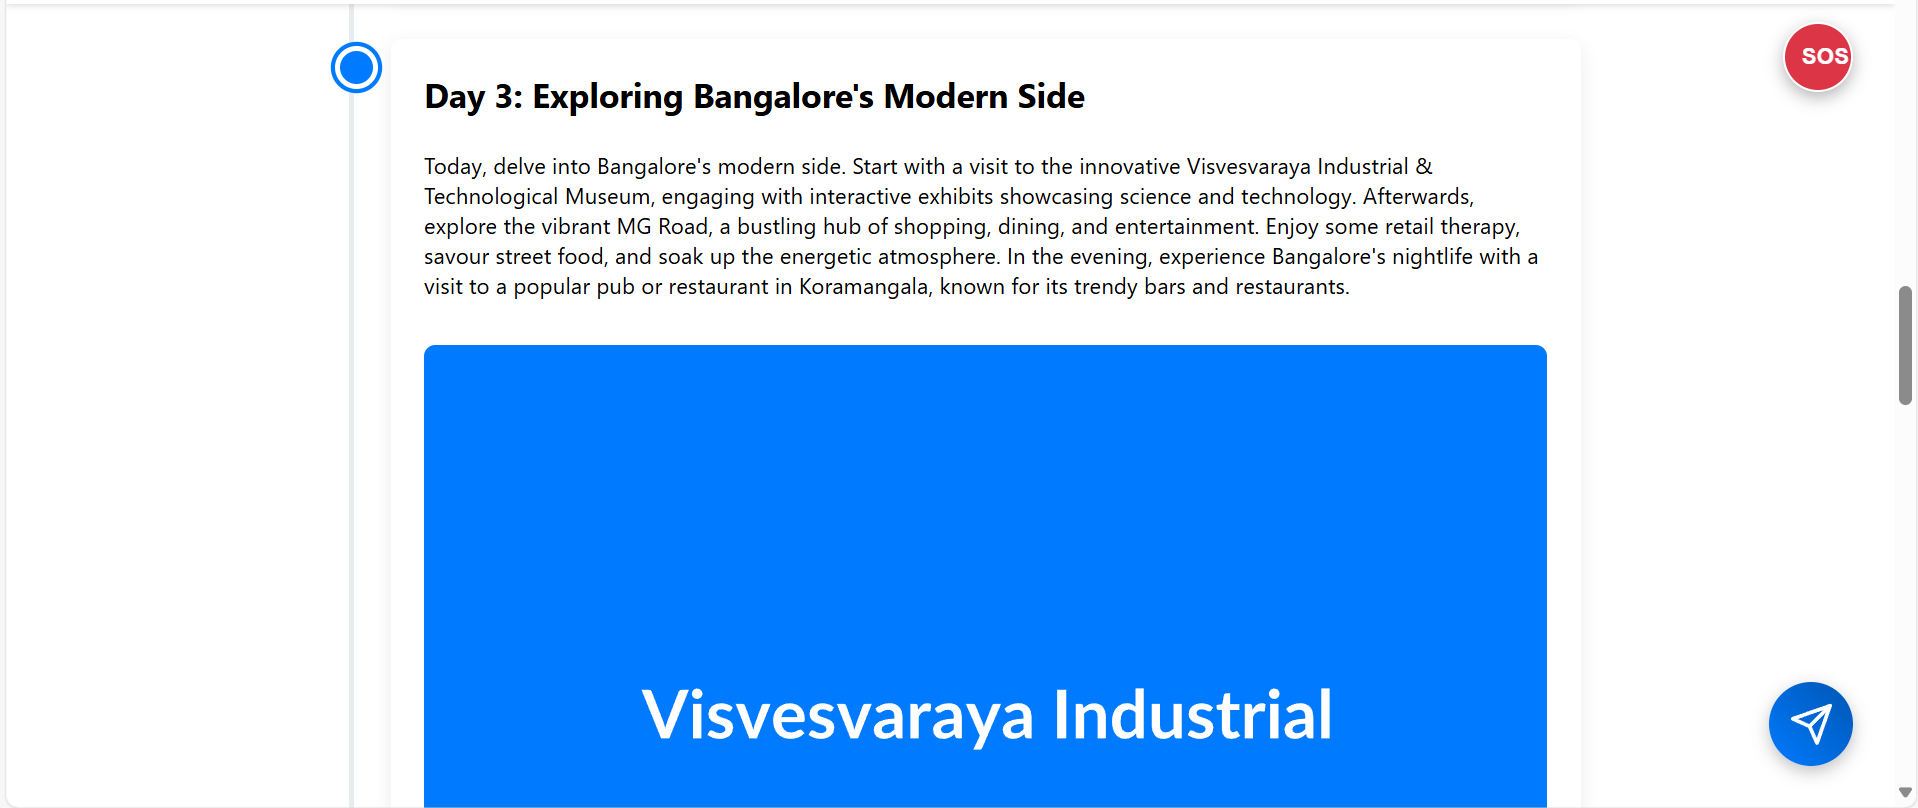 SOS
Day 3: Exploring Bangalore's Modern Side
Today, delve into Bangalore's modern side. Start with a visit to the innovative Visvesvaraya Industrial &
Technological Museum, engaging with interactive exhibits showcasing science and technology. Afterwards,
explore the vibrant MG Road, a bustling hub of shopping, dining, and entertainment. Enjoy some retail therapy,
savour street food, and soak up the energetic atmosphere. In the evening, experience Bangalore's nightlife with a
visit to a popular pub or restaurant in Koramangala, known for its trendy bars and restaurants.
Visvesvaraya Industrial